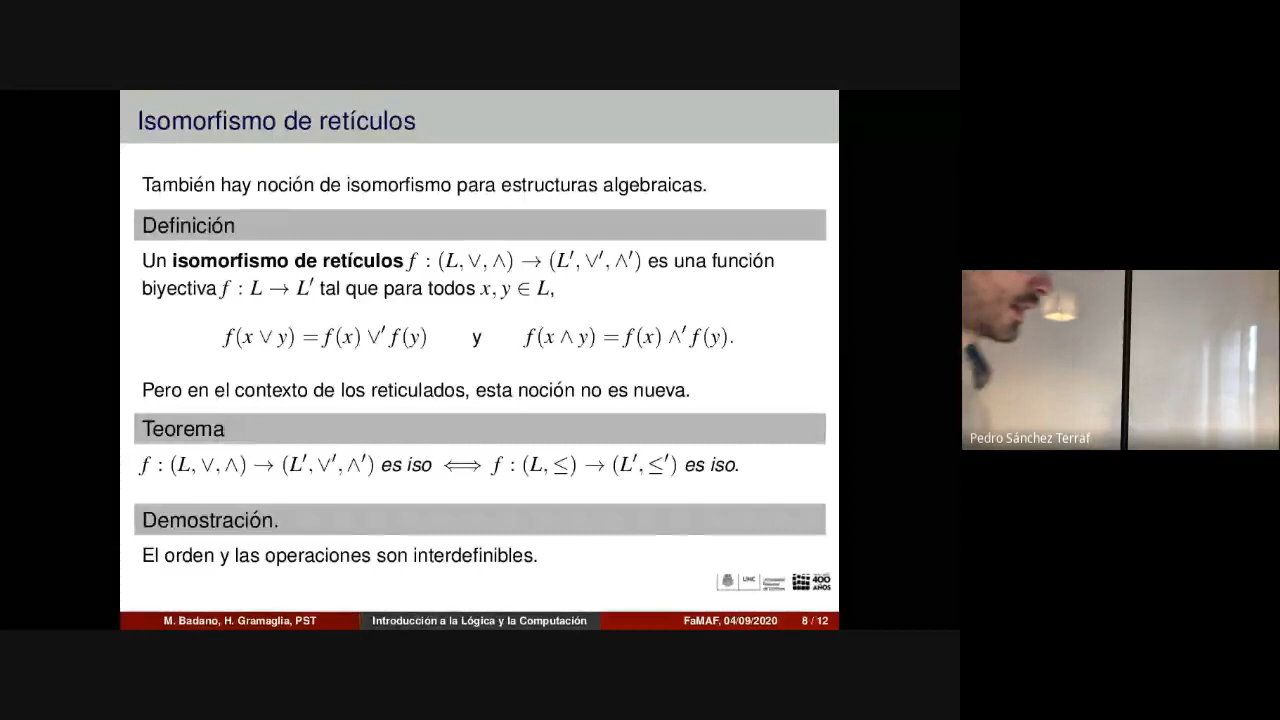 Isomorfismo de retículos
También hay noción de isomorfismo para estructuras algebraicas.
Definición
Un isomorfismo de retículos f : (L, ∨, ∧) → (L′, ∨′, ∧′) es una función
biyectiva f : L → L′ tal que para todos x, y ∈ L,
f(x ∨ y) = f(x) ∨′ f(y) y f(x ∧ y) = f(x) ∧′ f(y).
Pero en el contexto de los reticulados, esta noción no es nueva.
Teorema
f : (L, ∨, ∧) → (L′, ∨′, ∧′) es iso ⟺ f : (L, ≤) → (L′, ≤′) es iso.
Demostración.
El orden y las operaciones son interdefinibles.
UNC
400 AÑOS
M. Badano, H. Gramaglia, PST Introducción a la Lógica y la Computación FaMAF, 04/09/2020 8 / 12
Pedro Sánchez Terraf